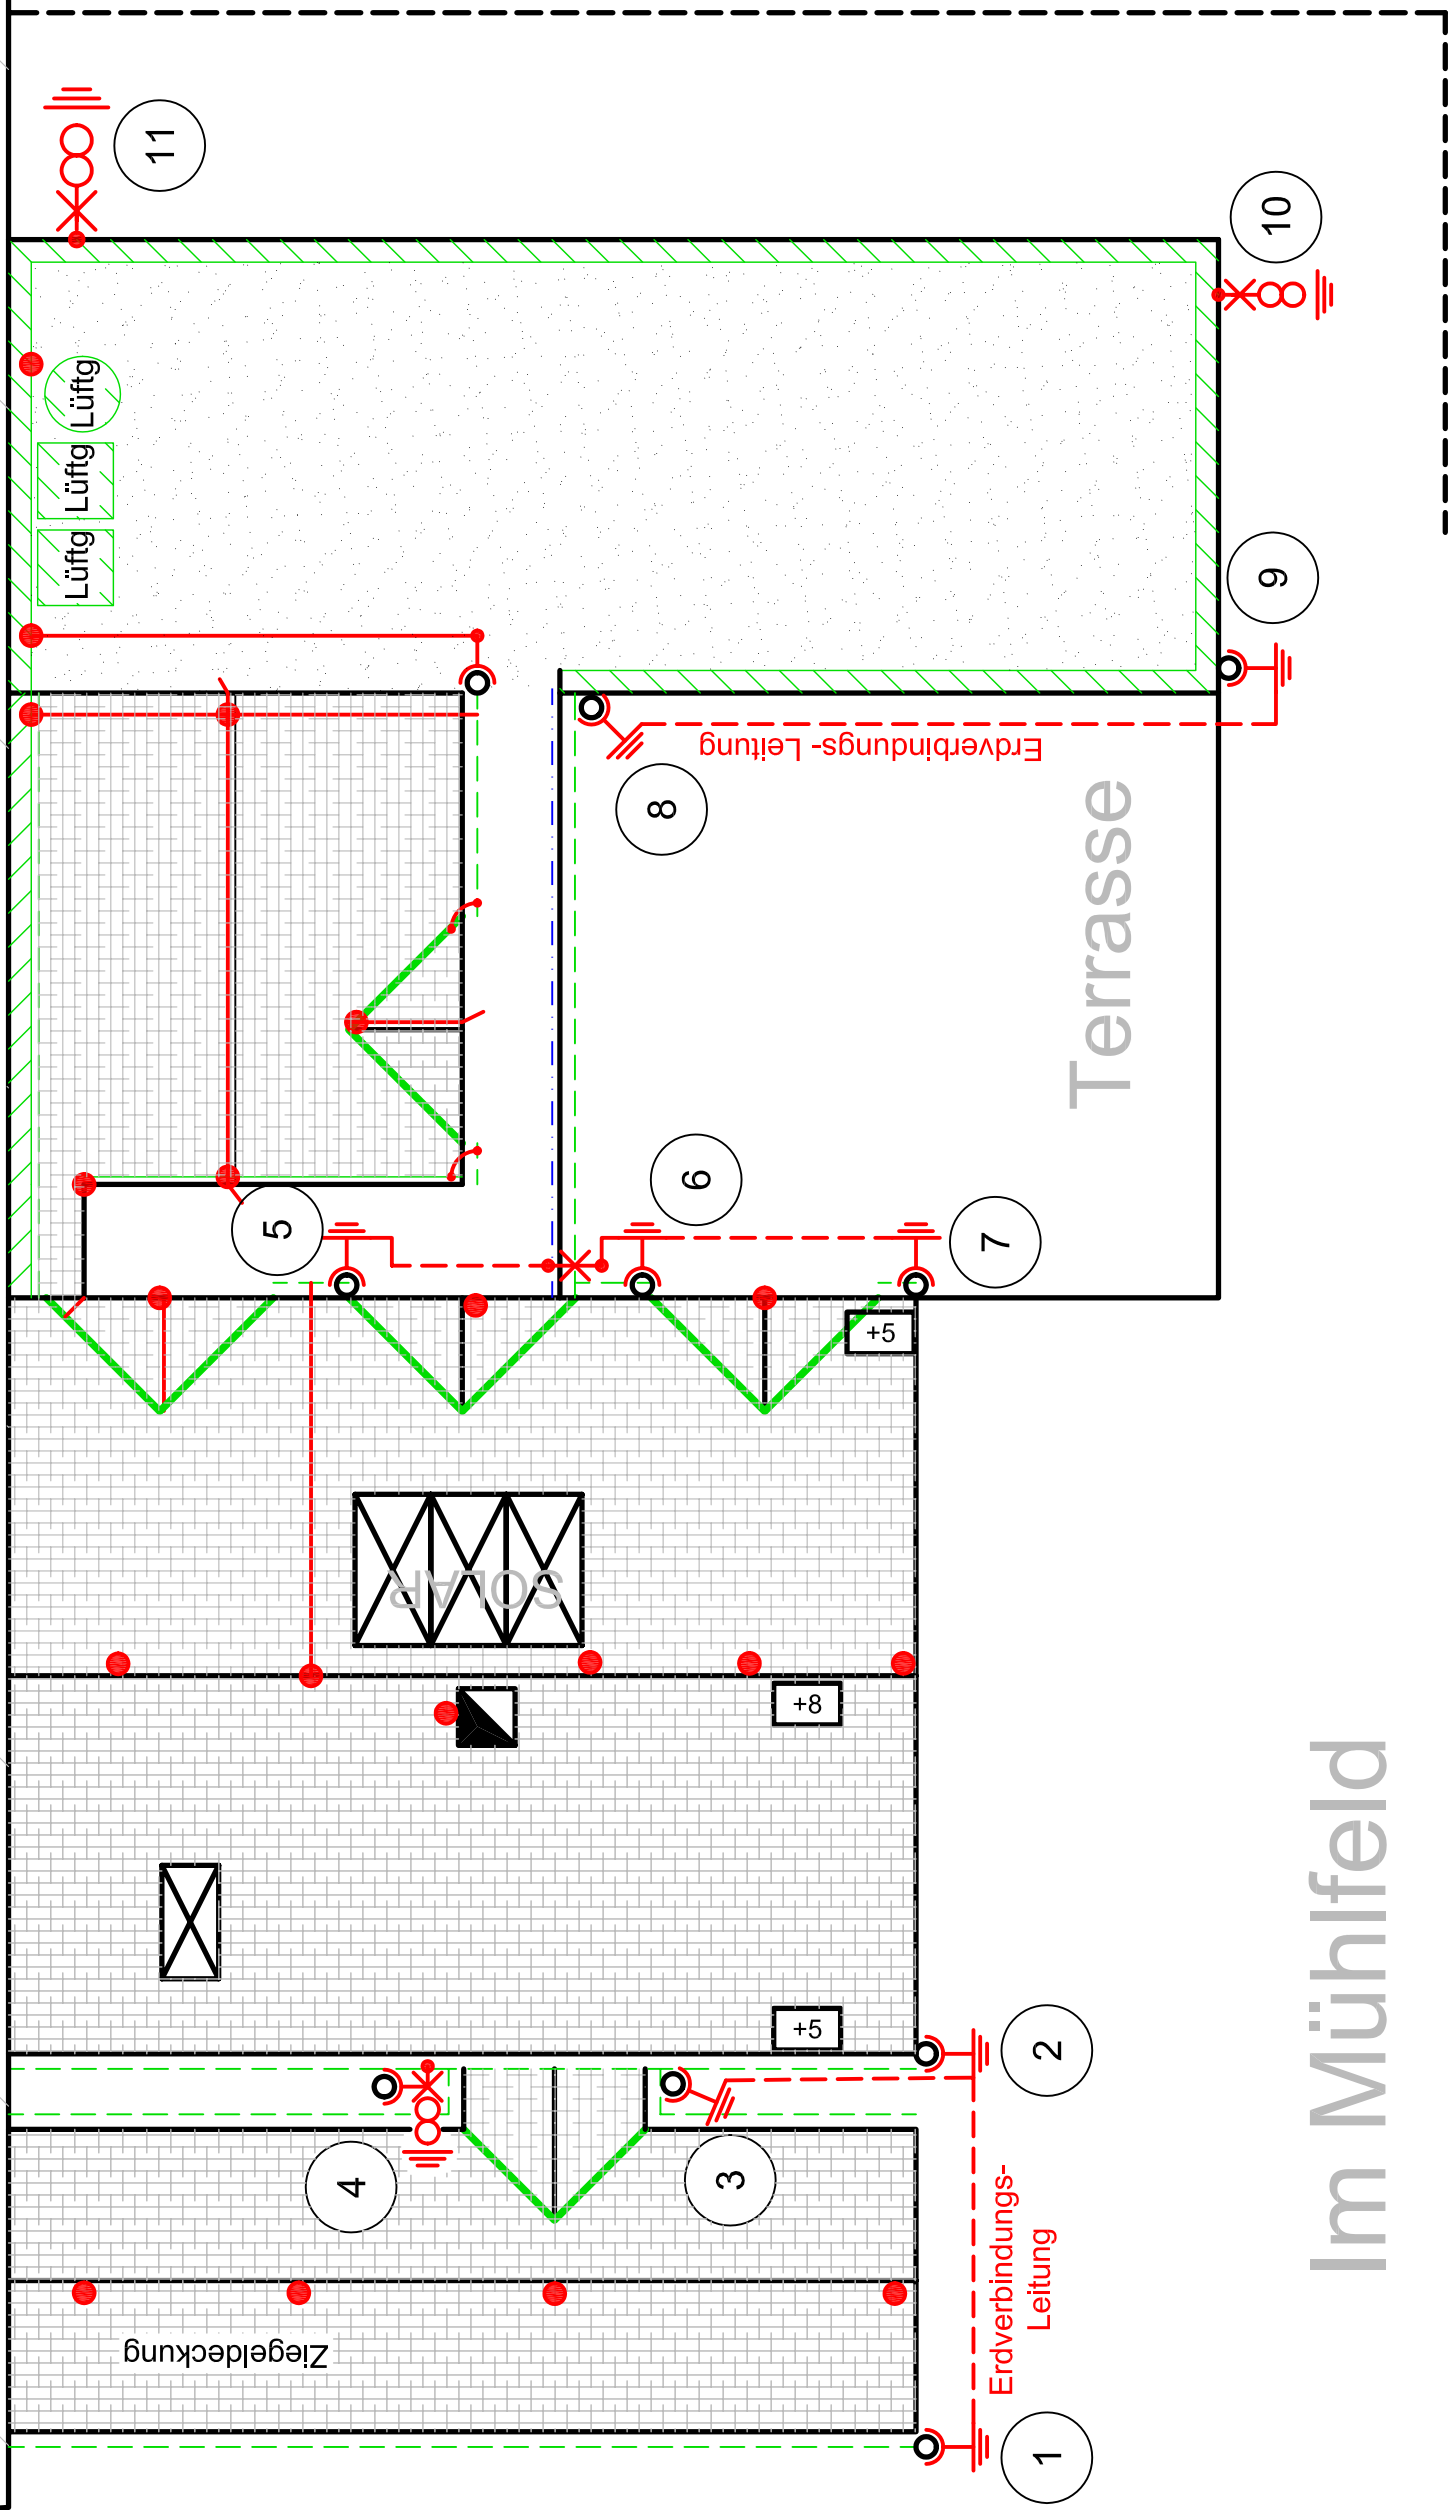 11
10
Lüftg
Lüftg
Lüftg
9
Erdverbindungs- Leitung
8
Terrasse
6
5
7
+5
SOLAR
+8
+5
2
4
3
Erdverbindungs-
Leitung
Ziegeldeckung
1
Im Mühlfeld